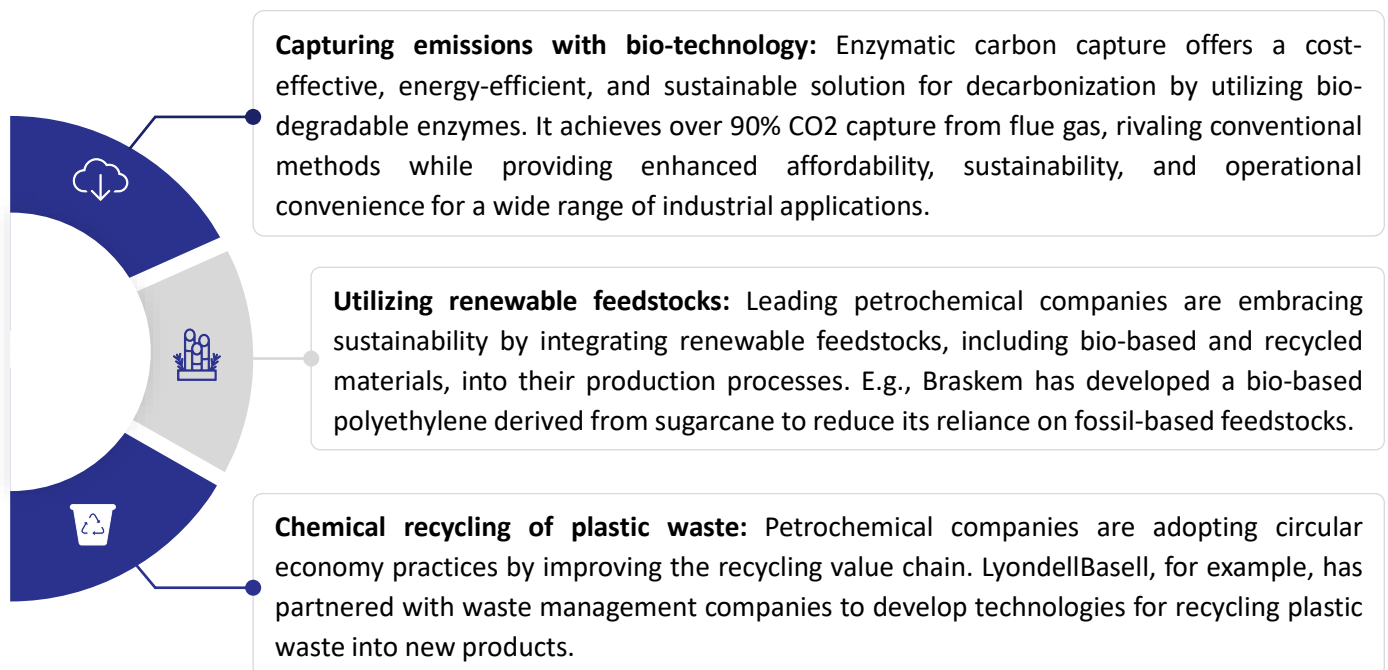 Capturing emissions with bio-technology: Enzymatic carbon capture offers a cost-
effective, energy-efficient, and sustainable solution for decarbonization by utilizing bio-
degradable enzymes. It achieves over 90% CO2 capture from flue gas, rivaling conventional
methods while providing enhanced affordability, sustainability, and operational
convenience for a wide range of industrial applications.
Utilizing renewable feedstocks: Leading petrochemical companies are embracing
sustainability by integrating renewable feedstocks, including bio-based and recycled
materials, into their production processes. E.g., Braskem has developed a bio-based
polyethylene derived from sugarcane to reduce its reliance on fossil-based feedstocks.
Chemical recycling of plastic waste: Petrochemical companies are adopting circular
economy practices by improving the recycling value chain. LyondellBasell, for example, has
partnered with waste management companies to develop technologies for recycling plastic
waste into new products.